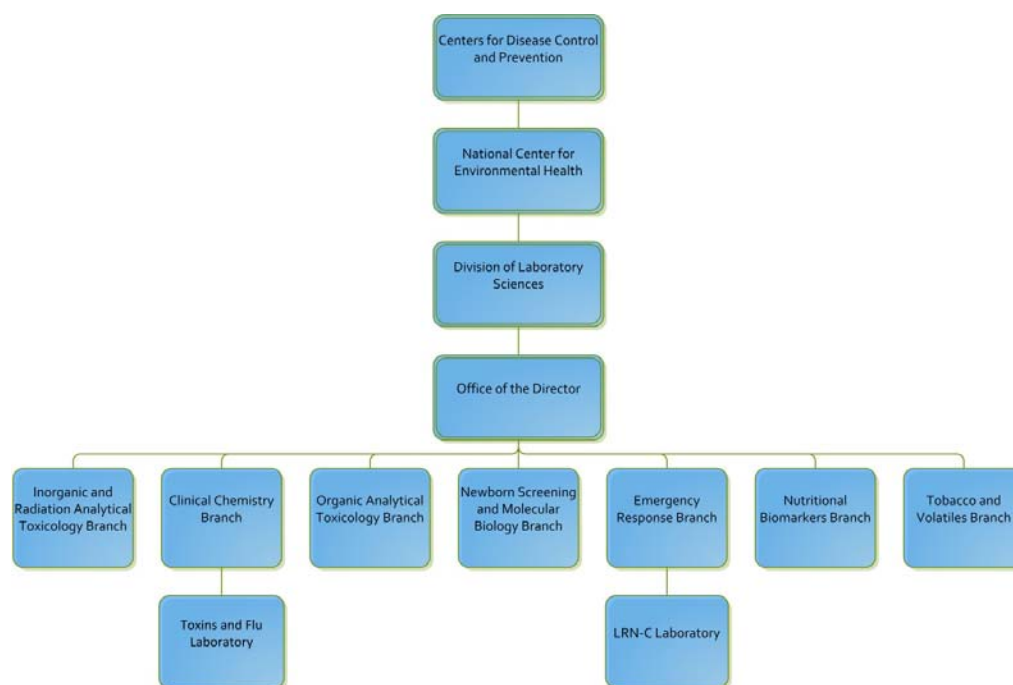 Centers for Disease Control
and Prevention
National Center for
Environmental Health
Division of Laboratory
Sciences
Office of the Director
Inorganic and
Radiation Analytical
Toxicology Branch
Clinical Chemistry
Branch
Organic Analytical
Toxicology Branch
Newborn Screening
and Molecular
Biology Branch
Emergency
Response Branch
Nutritional
Biomarkers Branch
Tobacco and
Volatiles Branch
Toxins and Flu
Laboratory
LRN-C Laboratory